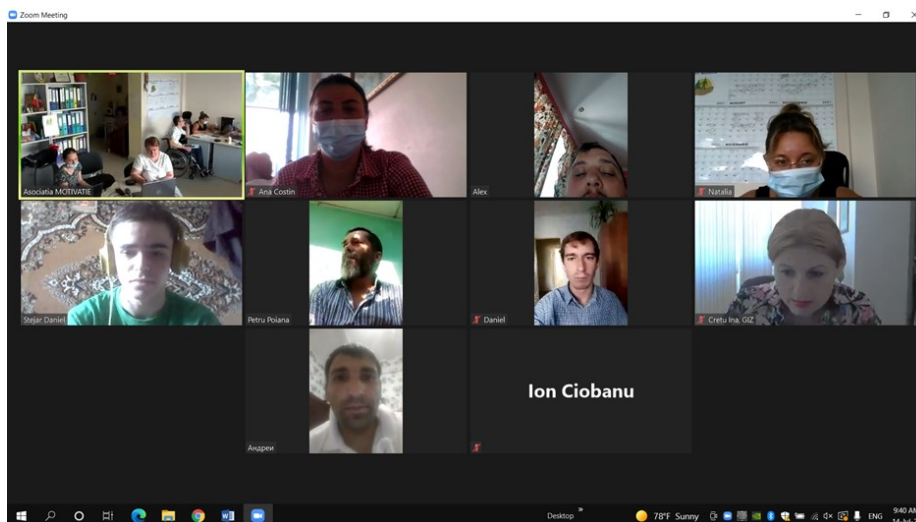 Zoom Meeting
Asociatia MOTIVATIE
Ana Costin
Alex
Natalia
Stejar Daniel
Petru Poiana
Daniel
Crețu Ina, GIZ
Андреи
Ion Ciobanu
Desktop
78°F Sunny
ENG
9:40 AM